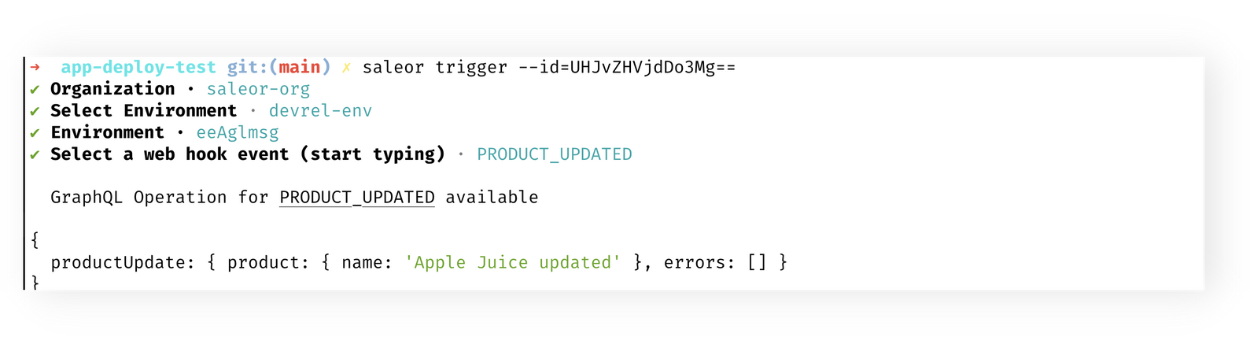 ➜ app-deploy-test git:(main) ✗ saleor trigger --id=UHJvZHVjdDo3Mg==
✔ Organization · saleor-org
✔ Select Environment · devrel-env
✔ Environment · eeAglmsg
✔ Select a web hook event (start typing) · PRODUCT_UPDATED
GraphQL Operation for PRODUCT_UPDATED available
{
productUpdate: { product: { name: 'Apple Juice updated' }, errors: [] }
}